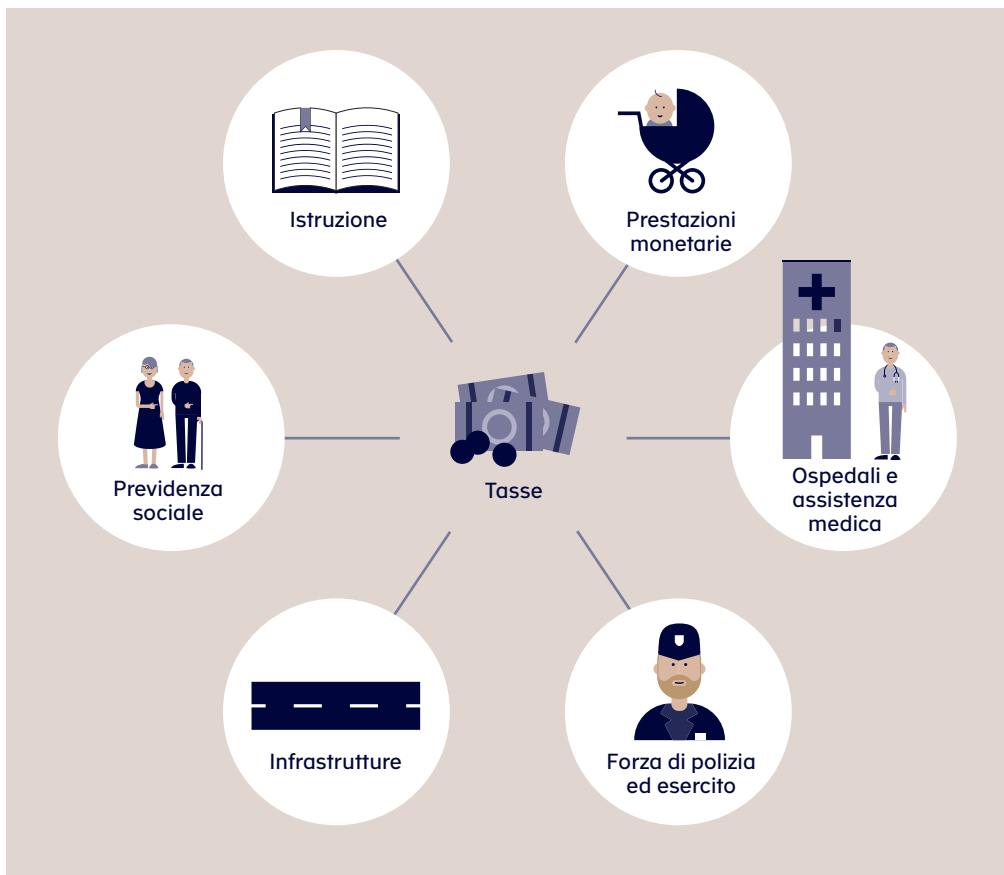 Istruzione
Prestazioni
monetarie
Previdenza
sociale
Tasse
Ospedali e
assistenza
medica
Infrastrutture
Forza di polizia
ed esercito